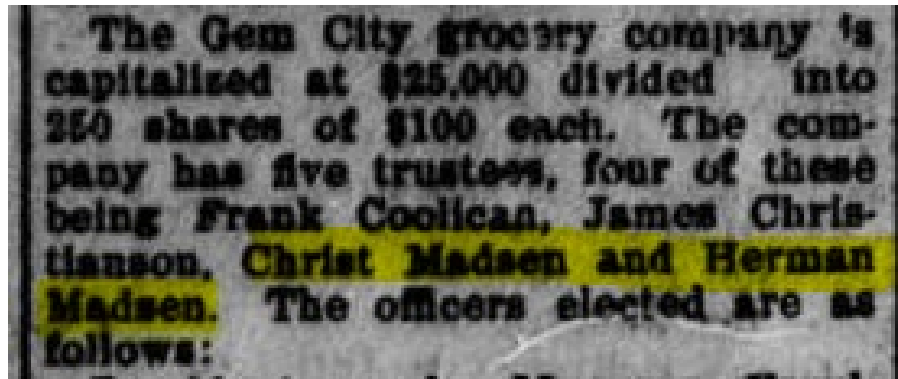 The Gem City grocery company is
capitalized at $25,000 divided into
250 shares of $100 each. The com-
pany has five trustees, four of these
being Frank Coolican, James Chris-
tianson, Christ Madsen and Herman
Madsen. The officers elected are as
follows: